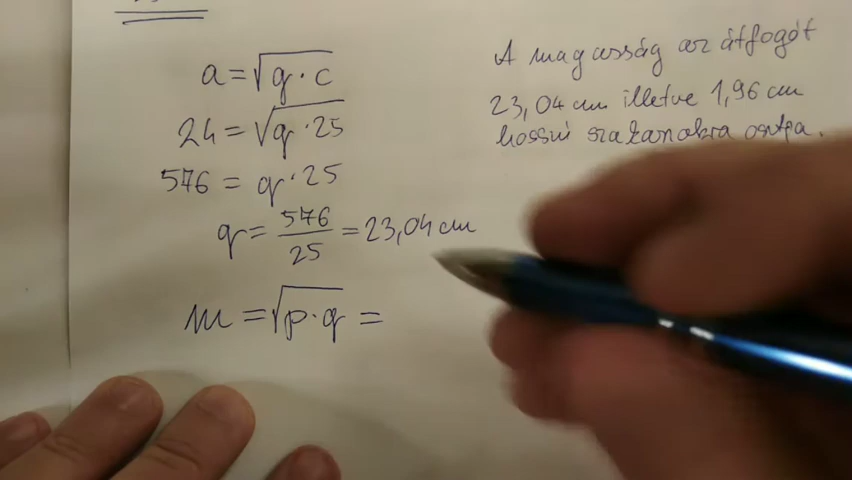 a = √g·c
24 = √q·25
576 = q·25
q = 576/25 = 23,04 cm
m = √p·q =
A magasság az átfogót
23,04 cm illetve 1,96 cm
hosszú szakaszokra osztja.